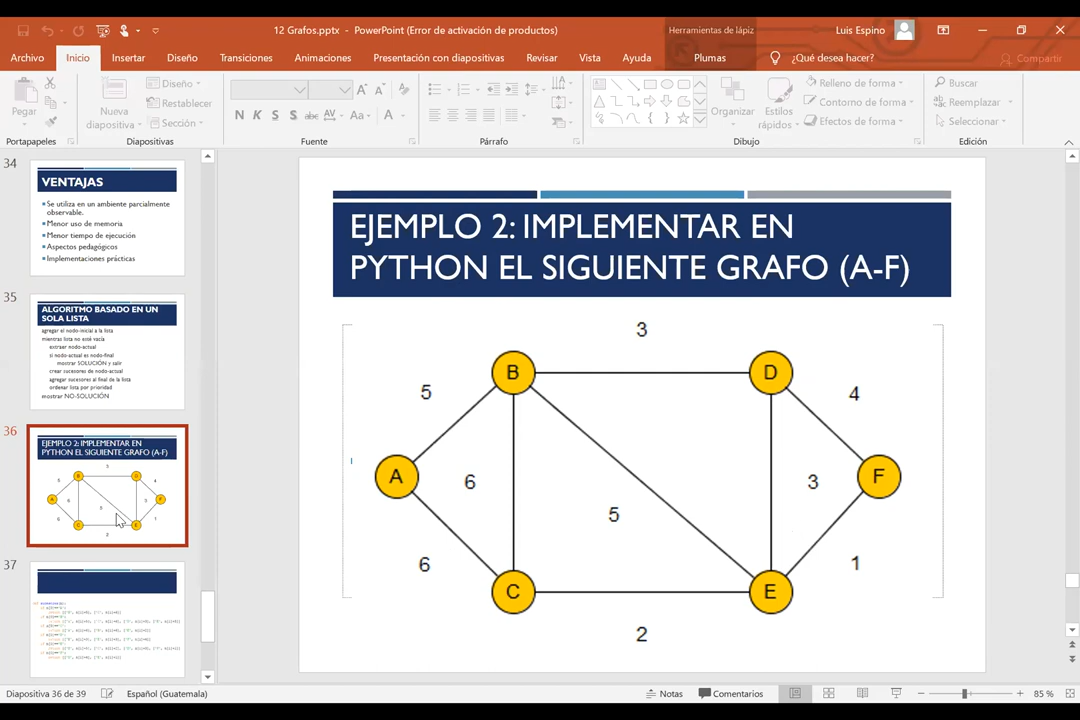 12 Grafos.pptx - PowerPoint (Error de activación de productos)
Herramientas de lápiz
Luis Espino
Archivo
Inicio
Insertar
Diseño
Transiciones
Animaciones
Presentación con diapositivas
Revisar
Vista
Ayuda
Plumas
¿Qué desea hacer?
Compartir
Pegar
Nueva
diapositiva
Diseño
Restablecer
Sección
N K S S abc AV Aa A
Organizar
Estilos
rápidos
Relleno de forma
Contorno de forma
Efectos de forma
Buscar
Reemplazar
Seleccionar
Portapapeles
Diapositivas
Fuente
Párrafo
Dibujo
Edición
34
VENTAJAS
Se utiliza en un ambiente parcialmente
observable.
Menor uso de memoria
Menor tiempo de ejecución
Aspectos pedagógicos
Implementaciones prácticas
35
ALGORITMO BASADO EN UN
SOLA LISTA
agregar el nodo-inicial a la lista
mientras lista no esté vacía
extraer nodo-actual
si nodo-actual es nodo-final
mostrar SOLUCIÓN y salir
crear sucesores de nodo-actual
agregar sucesores al final de la lista
ordenar lista por prioridad
mostrar NO-SOLUCIÓN
36
EJEMPLO 2: IMPLEMENTAR EN
PYTHON EL SIGUIENTE GRAFO (A-F)
37
EJEMPLO 2: IMPLEMENTAR EN
PYTHON EL SIGUIENTE GRAFO (A-F)
3
B
D
5
4
A
6
5
3
F
6
1
C
E
2
Diapositiva 36 de 39
Español (Guatemala)
Notas
Comentarios
85 %